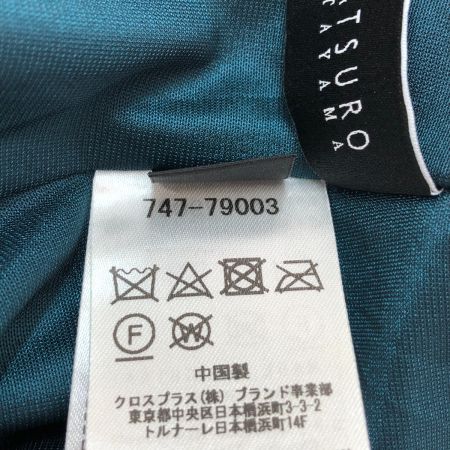 ATSURO
TAYAMA
747-79003
F
W
中国製
クロスプラス(株) ブランド事業部
東京都中央区日本橋浜町3-3-2
トルナーレ日本橋浜町14F